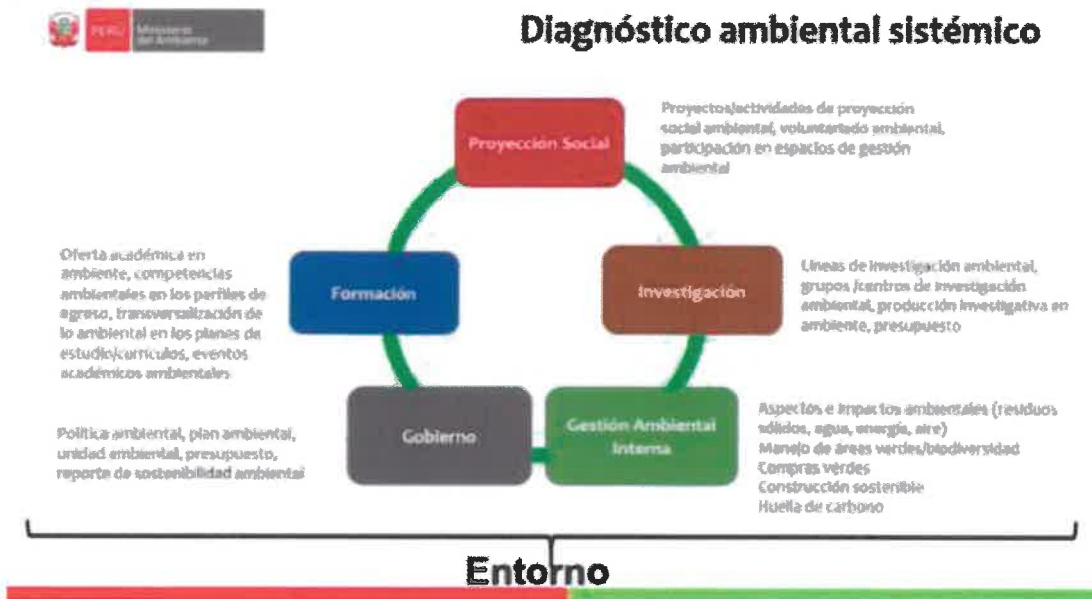 PERÚ
Ministerio
del Ambiente
Diagnóstico ambiental sistémico
Proyección Social
Proyectos/actividades de proyección
social ambiental, voluntariado ambiental,
participación en espacios de gestión
ambiental
Oferta académica en
ambiente, competencias
ambientales en los perfiles de
egreso, transversalización de
lo ambiental en los planes de
estudio/currículos, eventos
académicos ambientales
Formación
Investigación
Líneas de investigación ambiental,
grupos /centros de investigación
ambiental, producción investigativa en
ambiente, presupuesto
Política ambiental, plan ambiental,
unidad ambiental, presupuesto,
reporte de sostenibilidad ambiental
Gobierno
Gestión Ambiental
Interna
Aspectos e impactos ambientales (residuos
sólidos, agua, energía, aire)
Manejo de áreas verdes/biodiversidad
Compras verdes
Construcción sostenible
Huella de carbono
Entorno